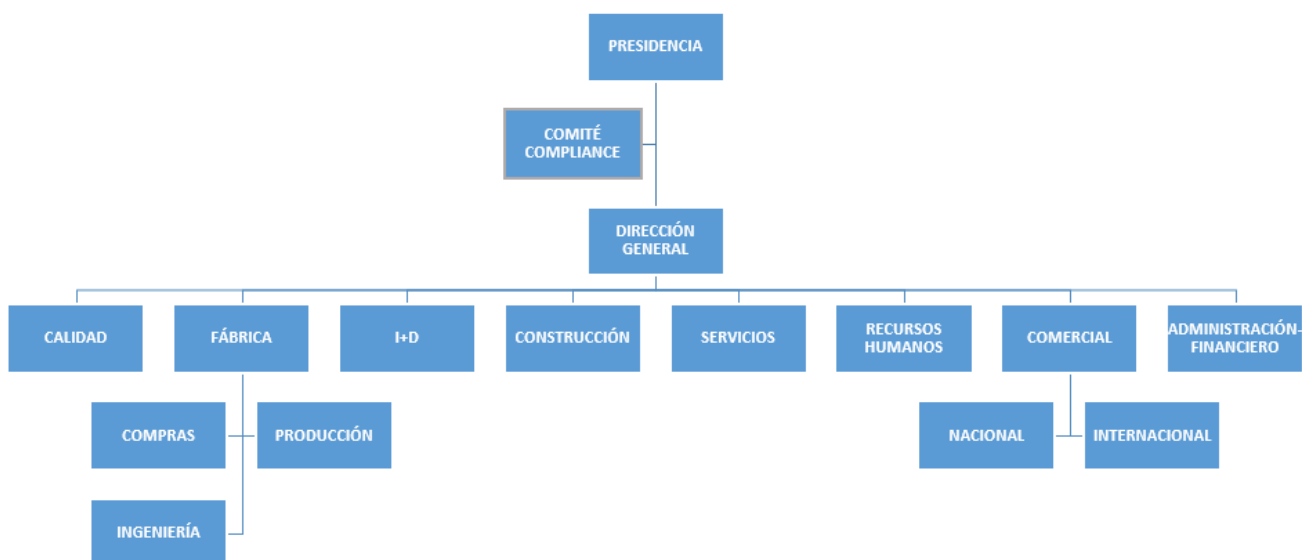 PRESIDENCIA
COMITÉ
COMPLIANCE
DIRECCIÓN
GENERAL
CALIDAD
FÁBRICA
I+D
CONSTRUCCIÓN
SERVICIOS
RECURSOS
HUMANOS
COMERCIAL
ADMINISTRACIÓN-
FINANCIERO
COMPRAS
PRODUCCIÓN
NACIONAL
INTERNACIONAL
INGENIERÍA